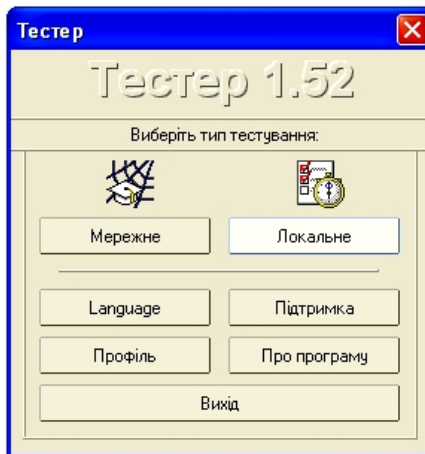 Тестер
Тестер 1.52
Виберіть тип тестування:
Мережне Локальне
Language Підтримка
Профіль Про програму
Вихід